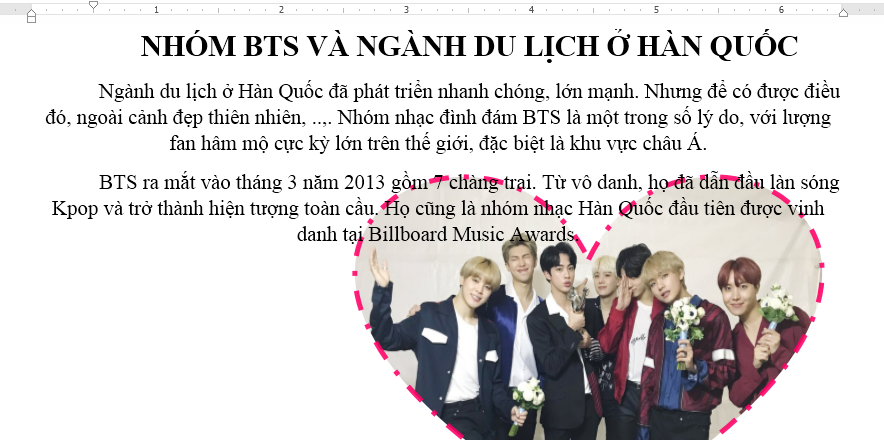 1 2 3 4 5 6
NHÓM BTS VÀ NGÀNH DU LỊCH Ở HÀN QUỐC
Ngành du lịch ở Hàn Quốc đã phát triển nhanh chóng, lớn mạnh. Nhưng để có được điều
đó, ngoài cảnh đẹp thiên nhiên, ..,. Nhóm nhạc đình đám BTS là một trong số lý do, với lượng
fan hâm mộ cực kỳ lớn trên thế giới, đặc biệt là khu vực châu Á.
BTS ra mắt vào tháng 3 năm 2013 gồm 7 chàng trai. Từ vô danh, họ đã dẫn đầu làn sóng
Kpop và trở thành hiện tượng toàn cầu. Họ cũng là nhóm nhạc Hàn Quốc đầu tiên được vinh
danh tại Billboard Music Awards.